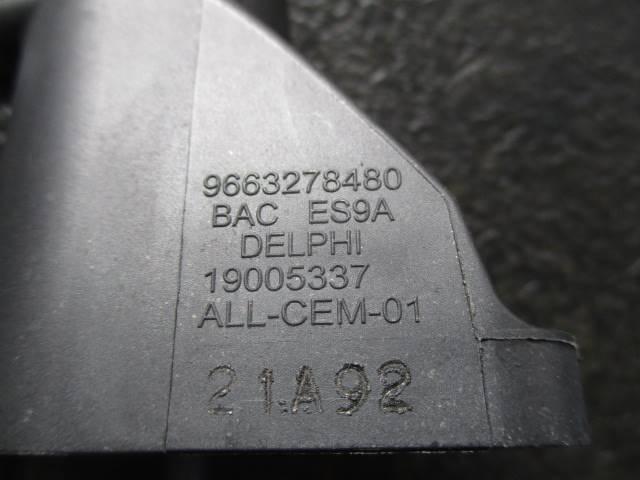 9663278480
BAC ES9A
DELPHI
19005337
ALL-CEM-01
21A92